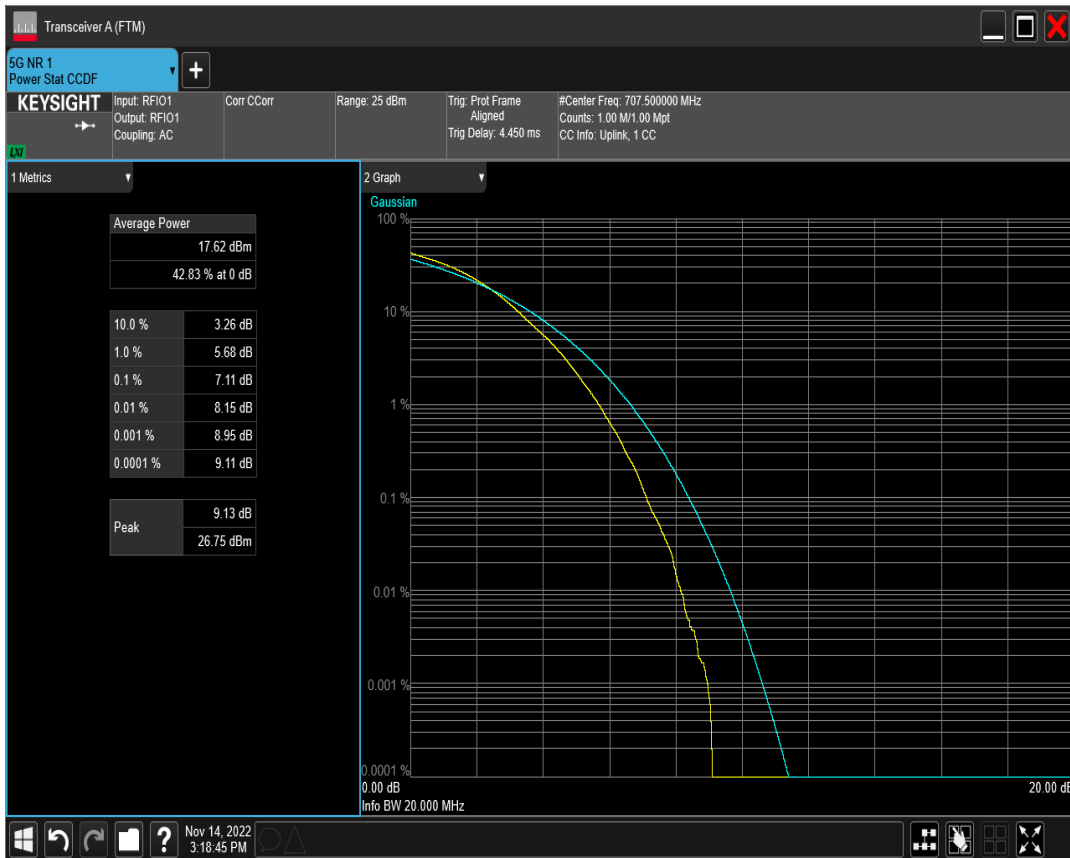 Transceiver A (FTM)
5G NR 1
Power Stat CCDF
+
KEYSIGHT
LXI
Input: RFIO1
Output: RFIO1
Coupling: AC
Corr CCorr
Range: 25 dBm
Trig: Prot Frame
Aligned
Trig Delay: 4.450 ms
#Center Freq: 707.500000 MHz
Counts: 1.00 M/1.00 Mpt
CC Info: Uplink, 1 CC
1 Metrics
Average Power
17.62 dBm
42.83 % at 0 dB
10.0 % 3.26 dB
1.0 % 5.68 dB
0.1 % 7.11 dB
0.01 % 8.15 dB
0.001 % 8.95 dB
0.0001 % 9.11 dB
Peak
9.13 dB
26.75 dBm
2 Graph
Gaussian
100 %
10 %
1 %
0.1 %
0.01 %
0.001 %
0.0001 %
0.00 dB 20.00 dB
Info BW 20.000 MHz
?
Nov 14, 2022
3:18:45 PM